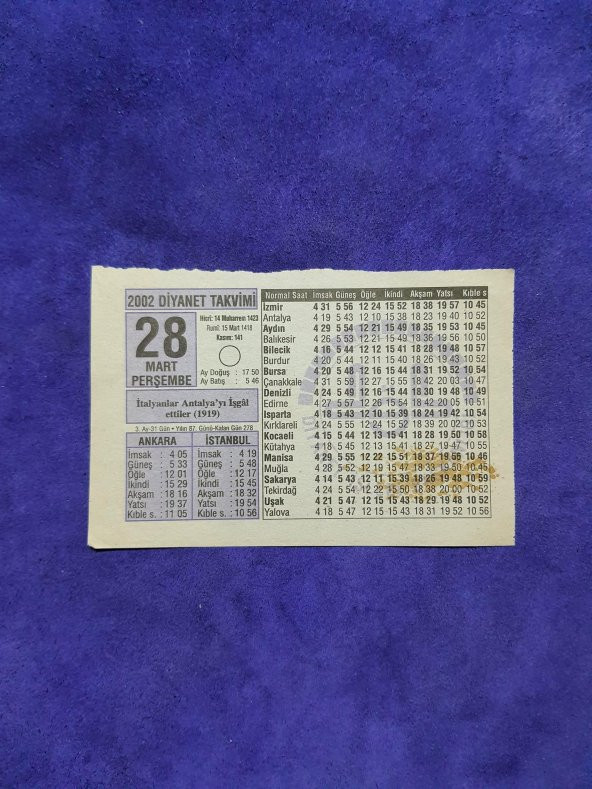 2002 DİYANET TAKVİMİ
28
MART
PERŞEMBE
Hicri: 14 Muharrem 1423
Rumî: 15 Mart 1418
Kasım: 141
Ay Doğuş : 17 50
Ay Batış : 5 46
İtalyanlar Antalya'yı İşgâl
ettiler (1919)
3. Ay-31 Gün • Yılın 87. Günü-Kalan Gün 278
ANKARA
İmsak : 4 05
Güneş : 5 33
Öğle : 12 01
İkindi : 15 29
Akşam : 18 16
Yatsı : 19 37
Kıble s. : 11 05
İSTANBUL
İmsak : 4 19
Güneş : 5 48
Öğle : 12 17
İkindi : 15 45
Akşam : 18 32
Yatsı : 19 54
Kıble s. : 10 56
Normal Saat İmsak Güneş Öğle İkindi Akşam Yatsı Kıble s
İzmir 4 31 5 56 12 24 15 52 18 38 19 57 10 45
Antalya 4 19 5 43 12 10 15 38 18 23 19 40 10 52
Aydın 4 29 5 54 12 21 15 49 18 35 19 53 10 45
Balıkesir 4 26 5 53 12 21 15 49 18 36 19 56 10 51
Bilecik 4 16 5 44 12 12 15 41 18 28 19 48 10 57
Burdur 4 20 5 44 12 11 15 40 18 26 19 43 10 52
Bursa 4 20 5 48 12 16 15 44 18 31 19 52 10 54
Çanakkale 4 31 5 59 12 27 15 55 18 42 20 03 10 47
Denizli 4 24 5 49 12 16 15 44 18 30 19 48 10 49
Edirne 4 27 5 57 12 26 15 54 18 42 20 05 10 51
Isparta 4 18 5 43 12 10 15 39 18 24 19 42 10 54
Kırklareli 4 24 5 55 12 24 15 52 18 39 20 02 10 53
Kocaeli 4 15 5 44 12 13 15 41 18 28 19 50 10 58
Kütahya 4 18 5 45 12 13 15 41 18 27 19 47 10 55
Manisa 4 29 5 55 12 22 15 51 18 37 19 56 10 46
Muğla 4 28 5 52 12 19 15 47 18 33 19 50 10 45
Sakarya 4 14 5 43 12 11 15 39 18 26 19 48 10 59
Tekirdağ 4 24 5 54 12 22 15 50 18 38 20 00 10 52
Uşak 4 21 5 47 12 15 15 43 18 29 19 48 10 52
Yalova 4 18 5 47 12 15 15 43 18 31 19 52 10 56